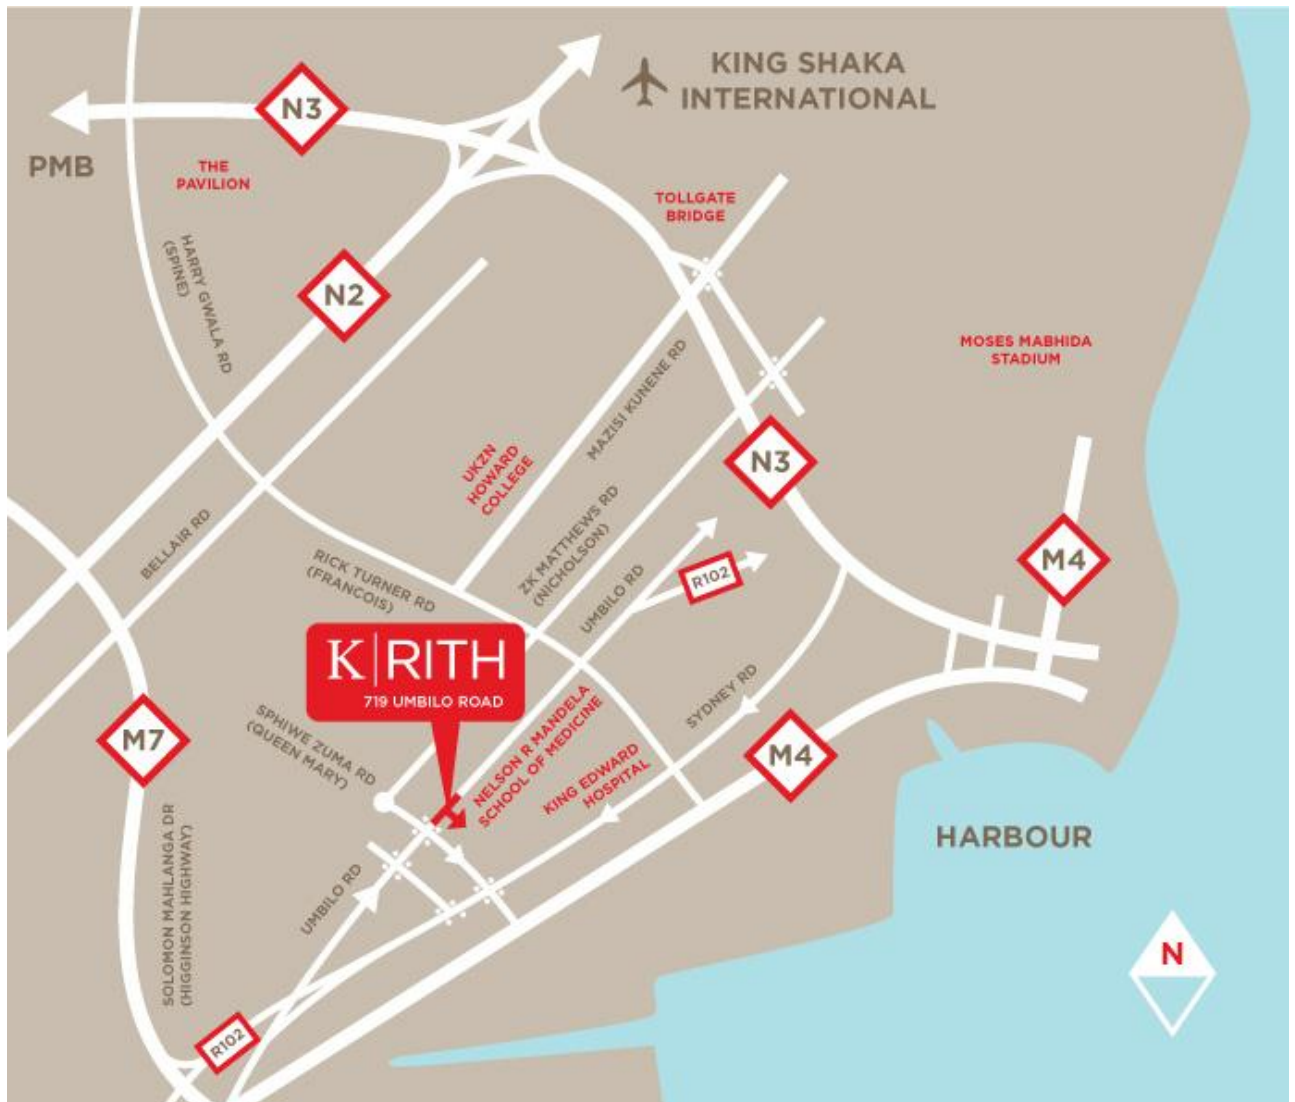 KING SHAKA
INTERNATIONAL
N3
PMB
THE
PAVILION
TOLLGATE
BRIDGE
HARRY GWALA RD
(SPINE)
N2
MOSES MABHIDA
STADIUM
MAZISI KUNENE RD
UKZN
HOWARD
COLLEGE
N3
BELLAIR RD
RICK TURNER RD
(FRANCOIS)
ZK MATTHEWS RD
(NICHOLSON)
UMBILO RD
R102
M4
K|RITH
719 UMBILO ROAD
SPHIWE ZUMA RD
(QUEEN MARY)
NELSON R MANDELA
SCHOOL OF MEDICINE
SYDNEY RD
KING EDWARD
HOSPITAL
M7
M4
HARBOUR
SOLOMON MAHLANGA DR
(HIGGINSON HIGHWAY)
UMBILO RD
N
R102